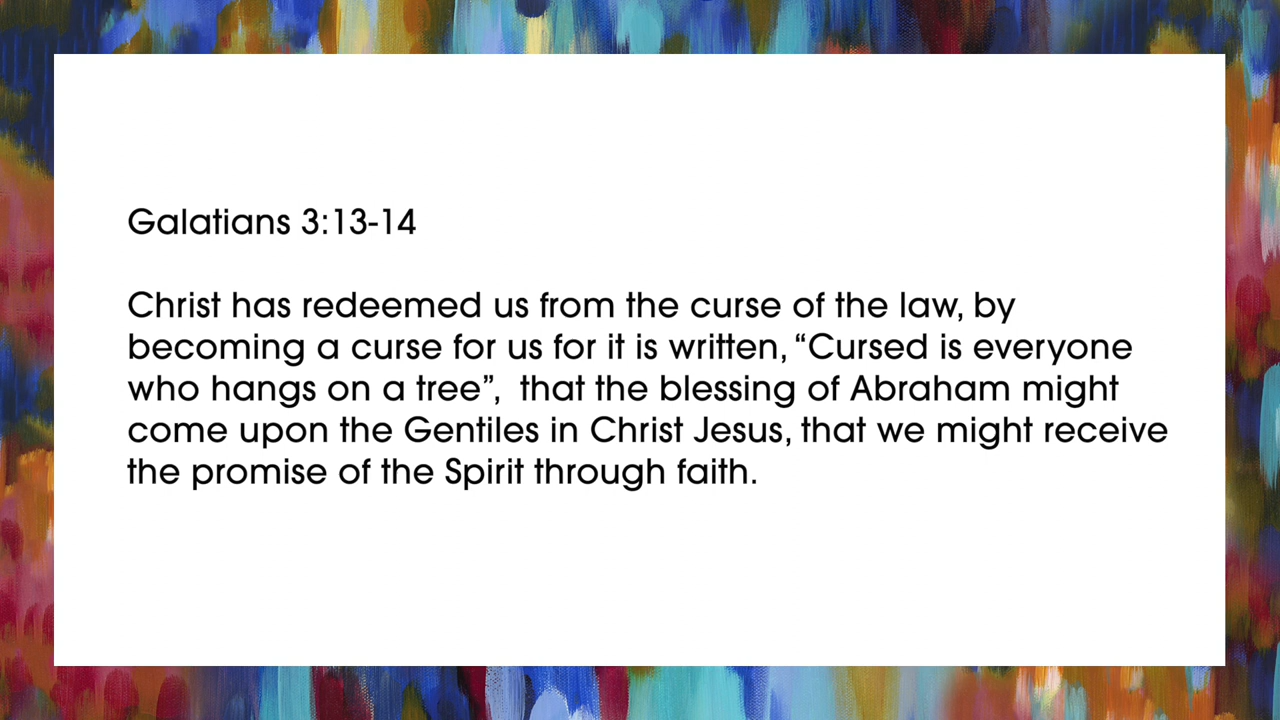 Galatians 3:13-14
Christ has redeemed us from the curse of the law, by
becoming a curse for us for it is written, “Cursed is everyone
who hangs on a tree”,  that the blessing of Abraham might
come upon the Gentiles in Christ Jesus, that we might receive
the promise of the Spirit through faith.